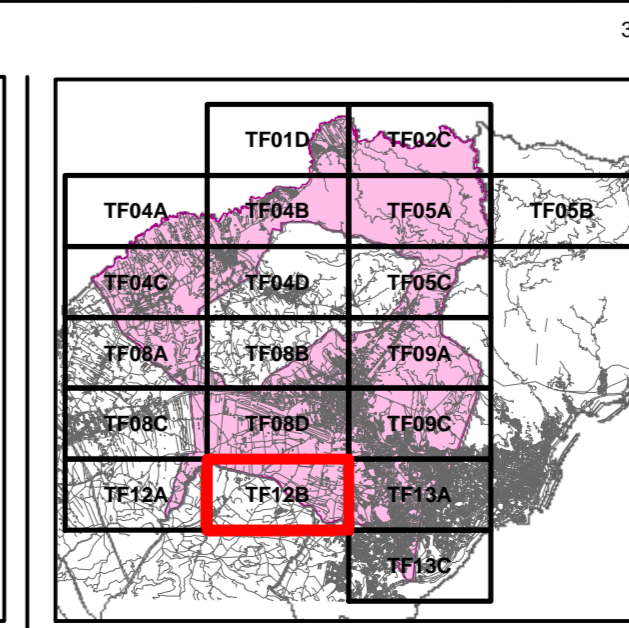 3
TF01D TF02C
TF04A TF04B TF05A TF05B
TF04C TF04D TF05C
TF08A TF08B TF09A
TF08C TF08D TF09C
TF12A TF12B TF13A
TF13C